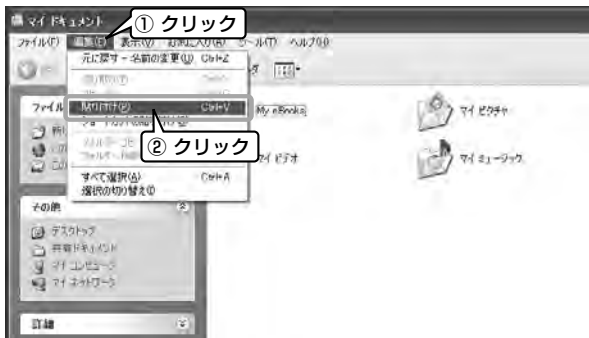 マイ ドキュメント
① クリック
ファイル(F) 編集(E) 表示(V) お気に入り(A) ツール(T) ヘルプ(H)
元に戻す - 名前の変更(U) Ctrl+Z
貼り付け(P) Ctrl+V
My eBooks
マイ ピクチャ
② クリック
マイ ビデオ
マイ ミュージック
すべて選択(A) Ctrl+A
選択の切り替え(I)
その他
デスクトップ
共有ドキュメント
マイ コンピュータ
マイ ネットワーク
詳細